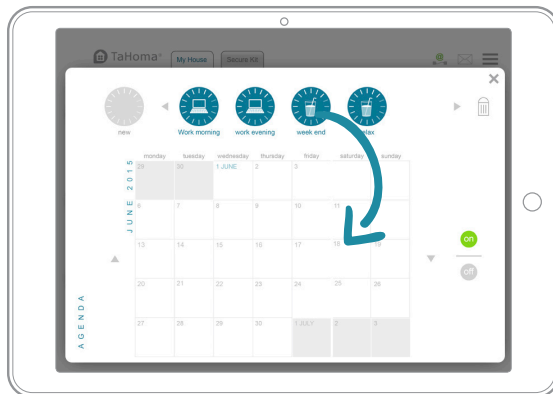 TaHoma®
My House
Secure Kit
new
Work morning
work evening
week end
relax
JUNE 2015
monday tuesday wednesday thursday friday saturday sunday
29 30 1 JUNE 2 3
6 7 8 9 10 11
13 14 15 16 17 18 19
20 21 22 23 24 25 26
27 28 29 30 1 JULY 2 3
AGENDA
on
off